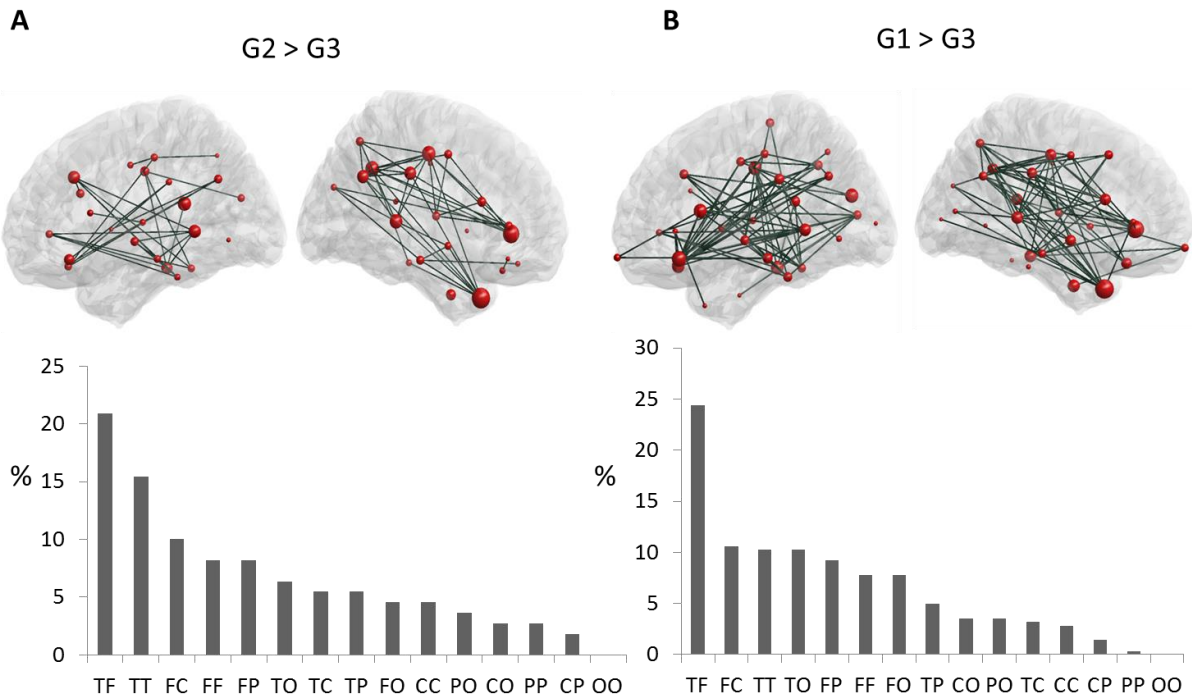 A
G2 > G3
B
G1 > G3
25
20
15
10
5
0
%
TF TT FC FF FP TO TC TP FO CC PO CO PP CP OO
30
25
20
15
10
5
0
%
TF FC TT TO FP FF FO TP CO PO TC CC CP PP OO